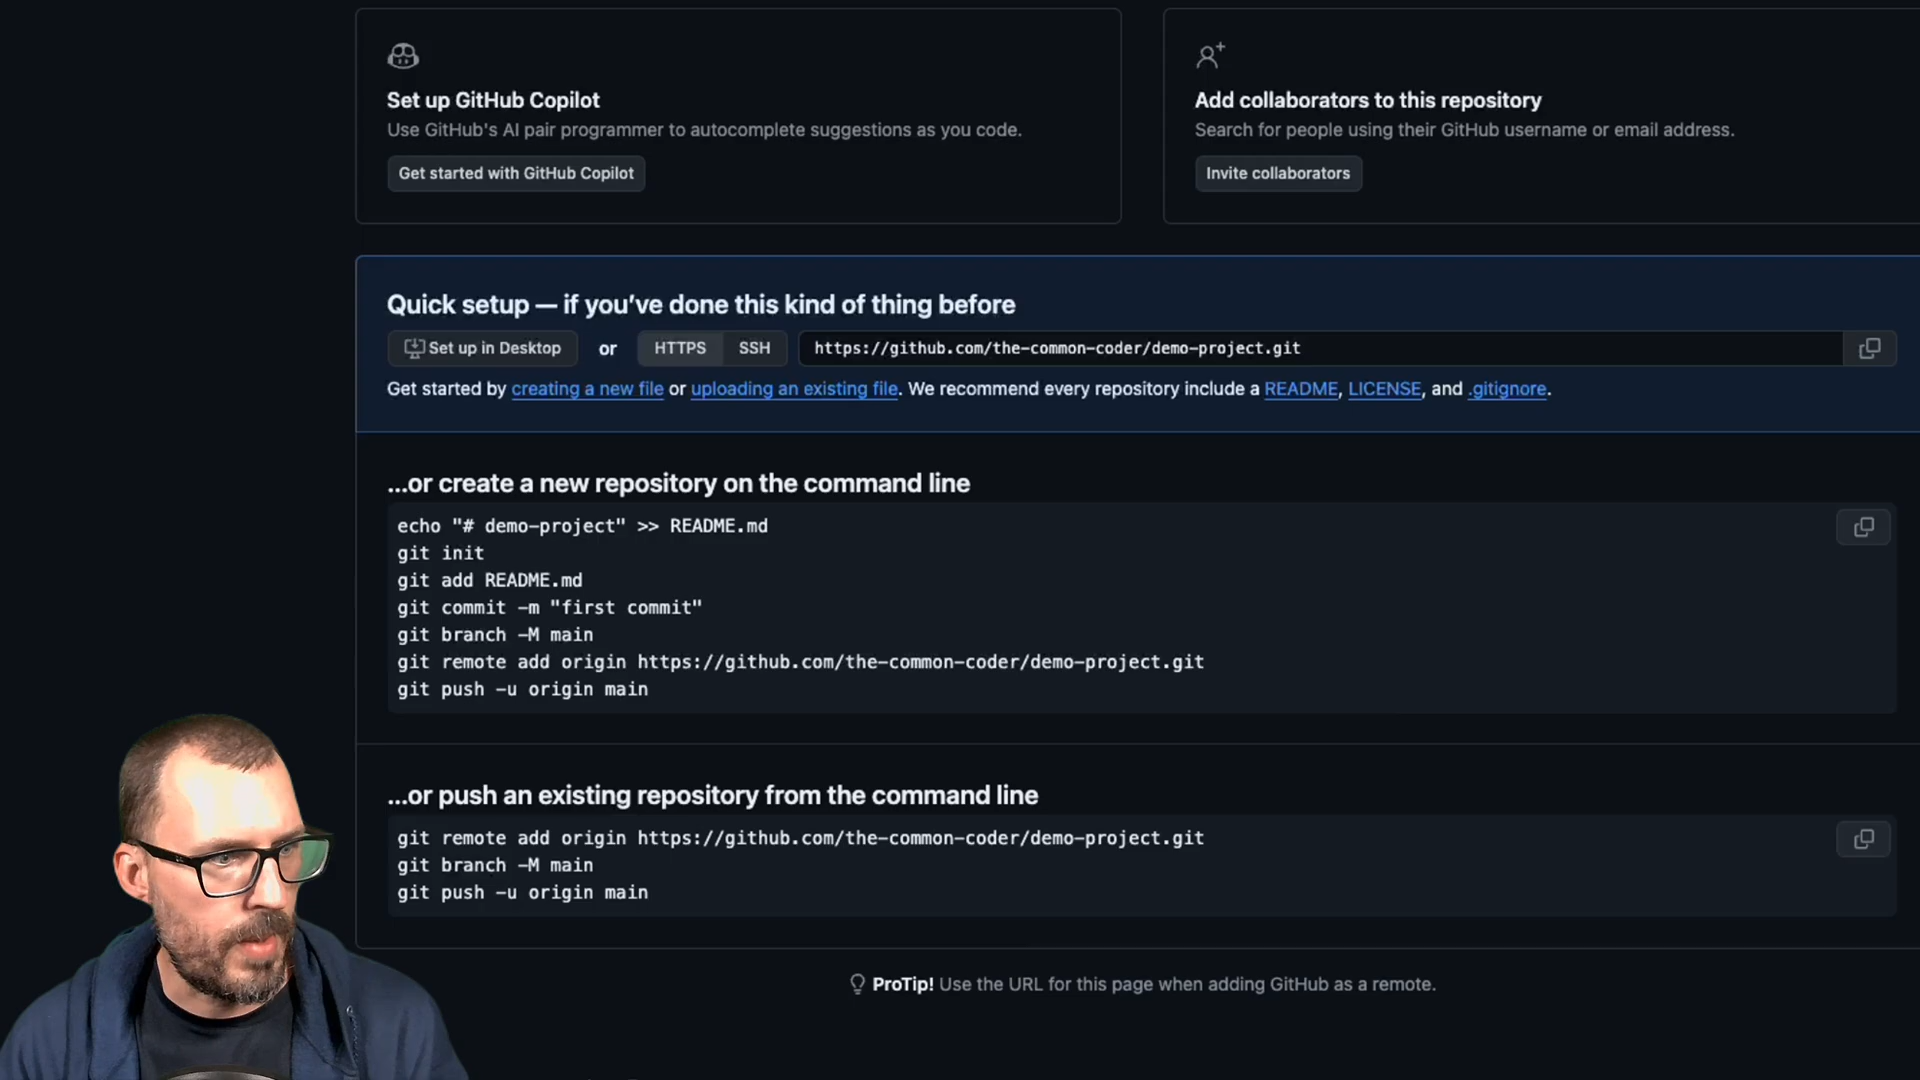 Set up GitHub Copilot
Use GitHub's AI pair programmer to autocomplete suggestions as you code.
Get started with GitHub Copilot
Add collaborators to this repository
Search for people using their GitHub username or email address.
Invite collaborators
Quick setup — if you've done this kind of thing before
Set up in Desktop or HTTPS SSH https://github.com/the-common-coder/demo-project.git
Get started by creating a new file or uploading an existing file. We recommend every repository include a README, LICENSE, and .gitignore.
...or create a new repository on the command line
echo "# demo-project" >> README.md
git init
git add README.md
git commit -m "first commit"
git branch -M main
git remote add origin https://github.com/the-common-coder/demo-project.git
git push -u origin main
...or push an existing repository from the command line
git remote add origin https://github.com/the-common-coder/demo-project.git
git branch -M main
git push -u origin main
ProTip! Use the URL for this page when adding GitHub as a remote.